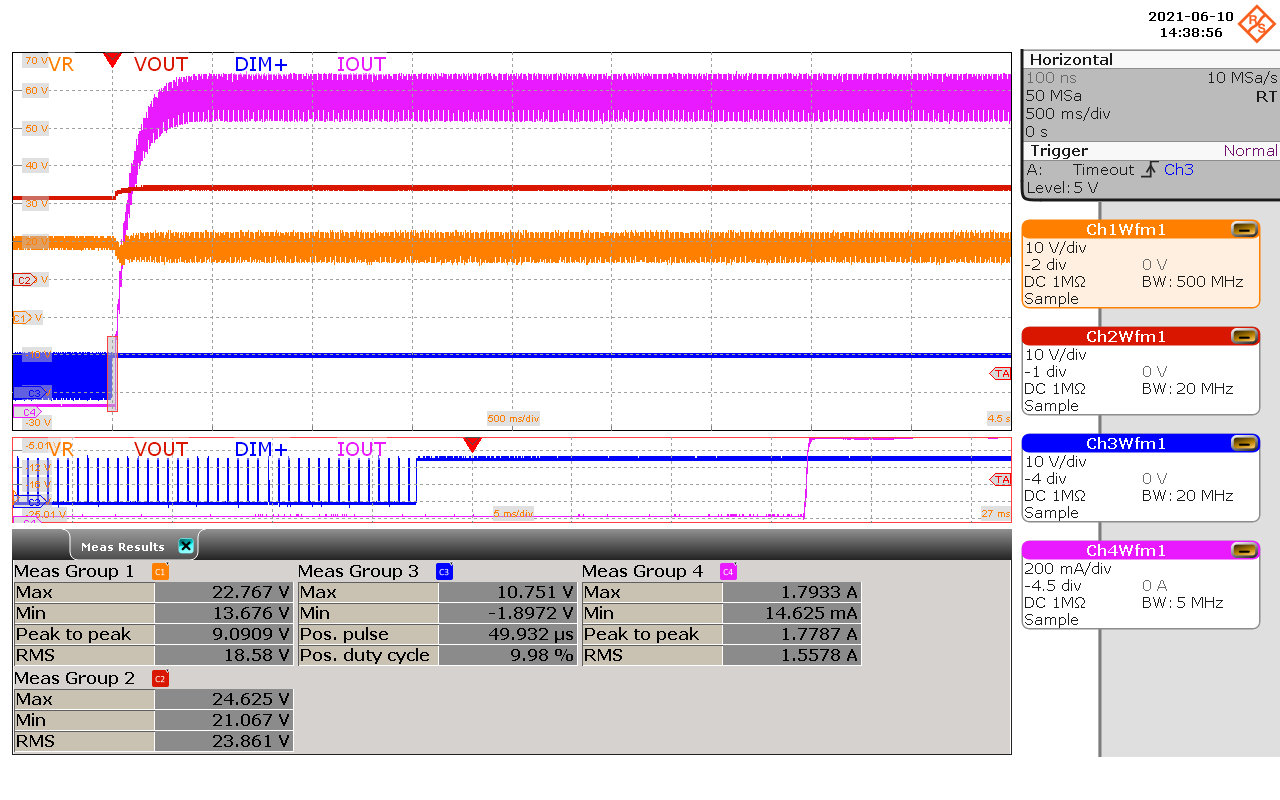 2021-06-10
14:38:56
R&S
70 V
VR
VOUT
DIM+
IOUT
60 V
50 V
40 V
30 V
20 V
C2
V
C1
V
10 V
C3
C4
-30 V
500 ms/div
4.5 s
TA
-5.01
VR
VOUT
DIM+
IOUT
C3
TA
-26.01 V
5 ms/div
27 ms
Horizontal
100 ns
10 MSa/s
50 MSa
RT
500 ms/div
0 s
Trigger
Normal
A:
Timeout
Ch3
Level: 5 V
Ch1Wfm1
10 V/div
-2 div
0 V
DC 1MΩ
BW: 500 MHz
Sample
Ch2Wfm1
10 V/div
-1 div
0 V
DC 1MΩ
BW: 20 MHz
Sample
Ch3Wfm1
10 V/div
-4 div
0 V
DC 1MΩ
BW: 20 MHz
Sample
Ch4Wfm1
200 mA/div
-4.5 div
0 A
DC 1MΩ
BW: 5 MHz
Sample
Meas Results
Meas Group 1 C1
Max 22.767 V
Min 13.676 V
Peak to peak 9.0909 V
RMS 18.58 V
Meas Group 3 C3
Max 10.751 V
Min -1.8972 V
Pos. pulse 49.932 µs
Pos. duty cycle 9.98 %
Meas Group 4 C4
Max 1.7933 A
Min 14.625 mA
Peak to peak 1.7787 A
RMS 1.5578 A
Meas Group 2 C2
Max 24.625 V
Min 21.067 V
RMS 23.861 V